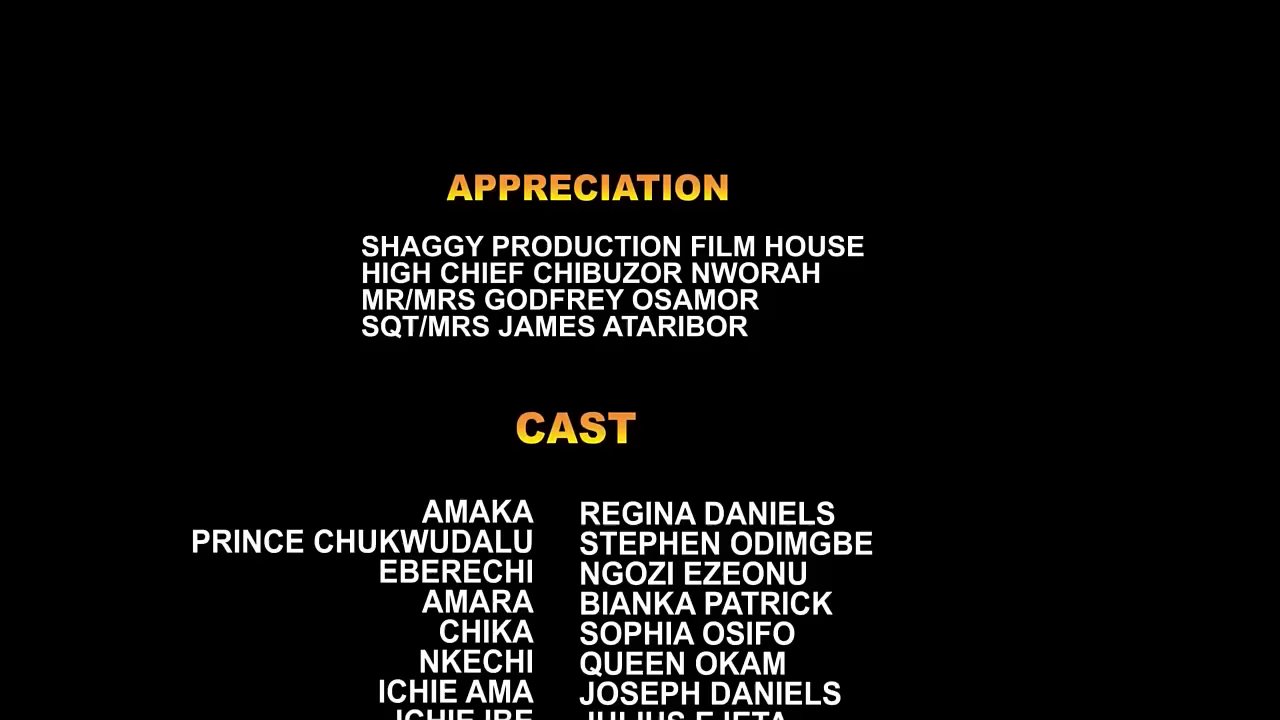 APPRECIATION
SHAGGY PRODUCTION FILM HOUSE
HIGH CHIEF CHIBUZOR NWORAH
MR/MRS GODFREY OSAMOR
SQT/MRS JAMES ATARIBOR
CAST
AMAKA REGINA DANIELS
PRINCE CHUKWUDALU STEPHEN ODIMGBE
EBERECHI NGOZI EZEONU
AMARA BIANKA PATRICK
CHIKA SOPHIA OSIFO
NKECHI QUEEN OKAM
ICHIE AMA JOSEPH DANIELS
ICHIE JULIUS